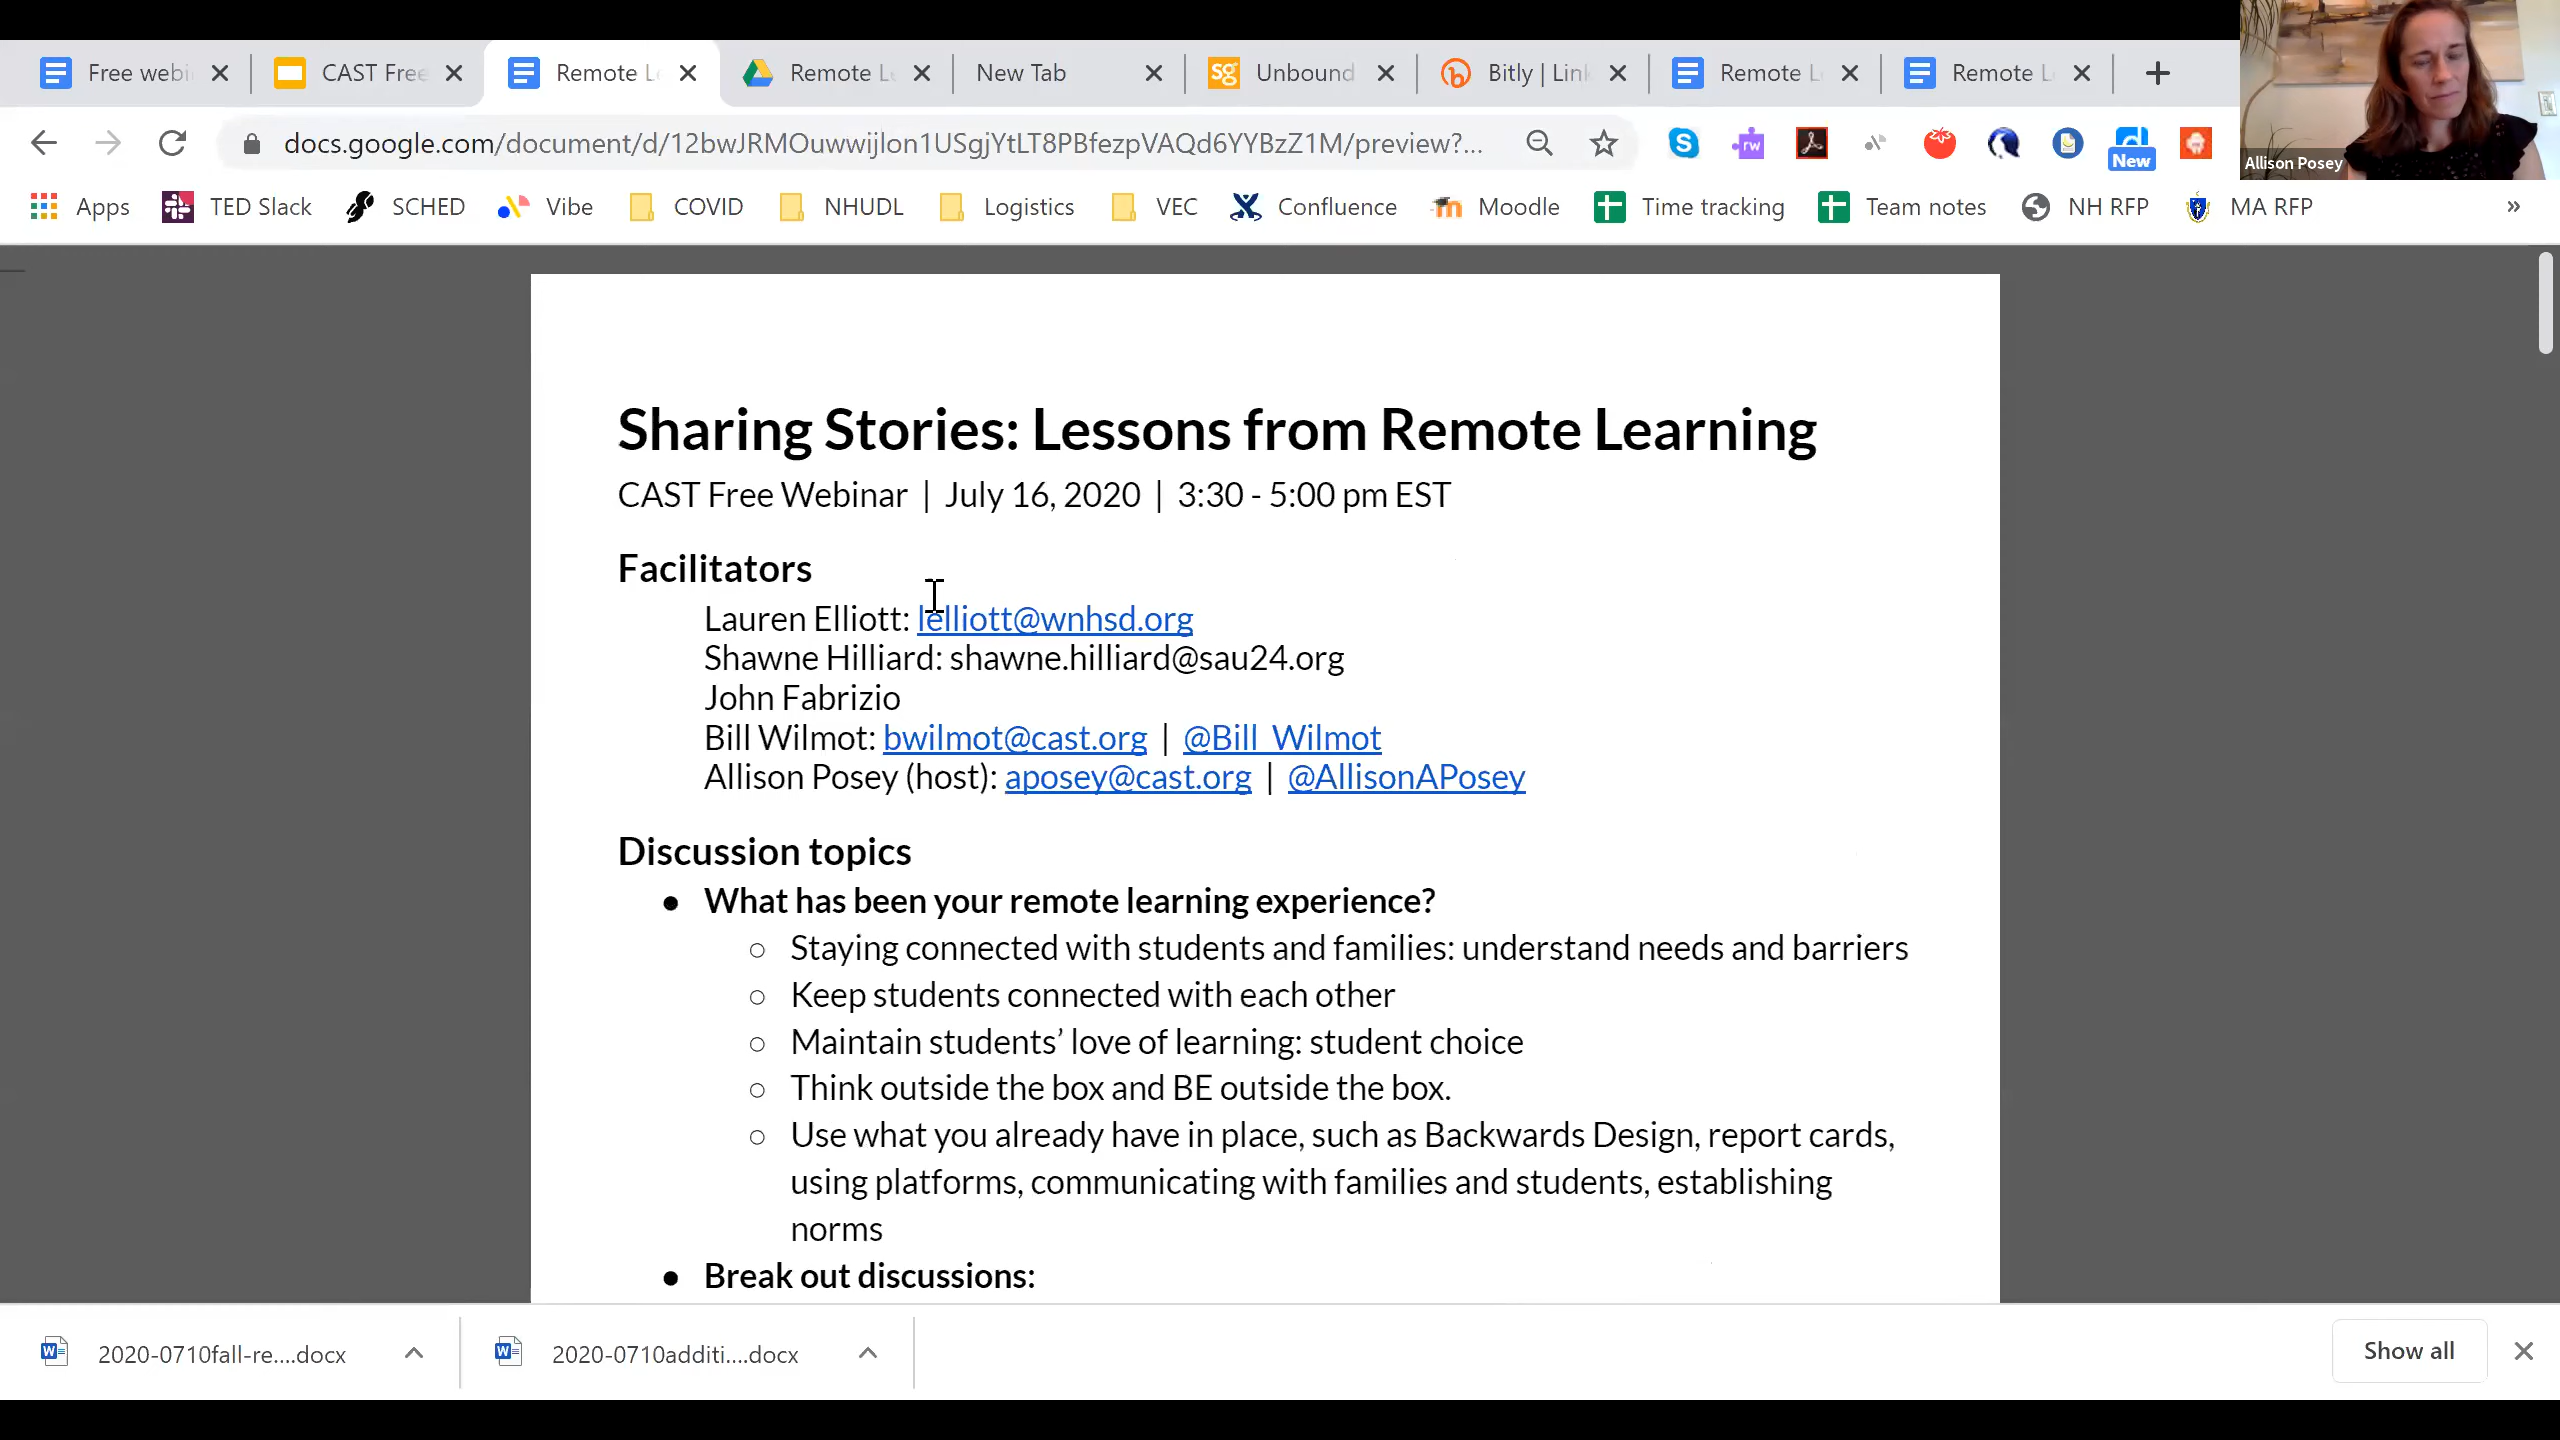 Free webi
CAST Free
Remote L
Remote L
New Tab
Unbound
Bitly | Link
Remote L
Remote L
docs.google.com/document/d/12bwJRMOuwwijlon1USgjYtLT8PBfezpVAQd6YYBzZ1M/preview?...
rw
New
Allison Posey
Apps
TED Slack
SCHED
Vibe
COVID
NHUDL
Logistics
VEC
Confluence
Moodle
Time tracking
Team notes
NH RFP
MA RFP
»
Sharing Stories: Lessons from Remote Learning
CAST Free Webinar | July 16, 2020 | 3:30 - 5:00 pm EST
Facilitators
Lauren Elliott: lelliott@wnhsd.org
Shawne Hilliard: shawne.hilliard@sau24.org
John Fabrizio
Bill Wilmot: bwilmot@cast.org | @Bill_Wilmot
Allison Posey (host): aposey@cast.org | @AllisonAPosey
Discussion topics
● What has been your remote learning experience?
○ Staying connected with students and families: understand needs and barriers
○ Keep students connected with each other
○ Maintain students’ love of learning: student choice
○ Think outside the box and BE outside the box.
○ Use what you already have in place, such as Backwards Design, report cards,
using platforms, communicating with families and students, establishing
norms
● Break out discussions:
2020-0710fall-re....docx
2020-0710additi....docx
Show all